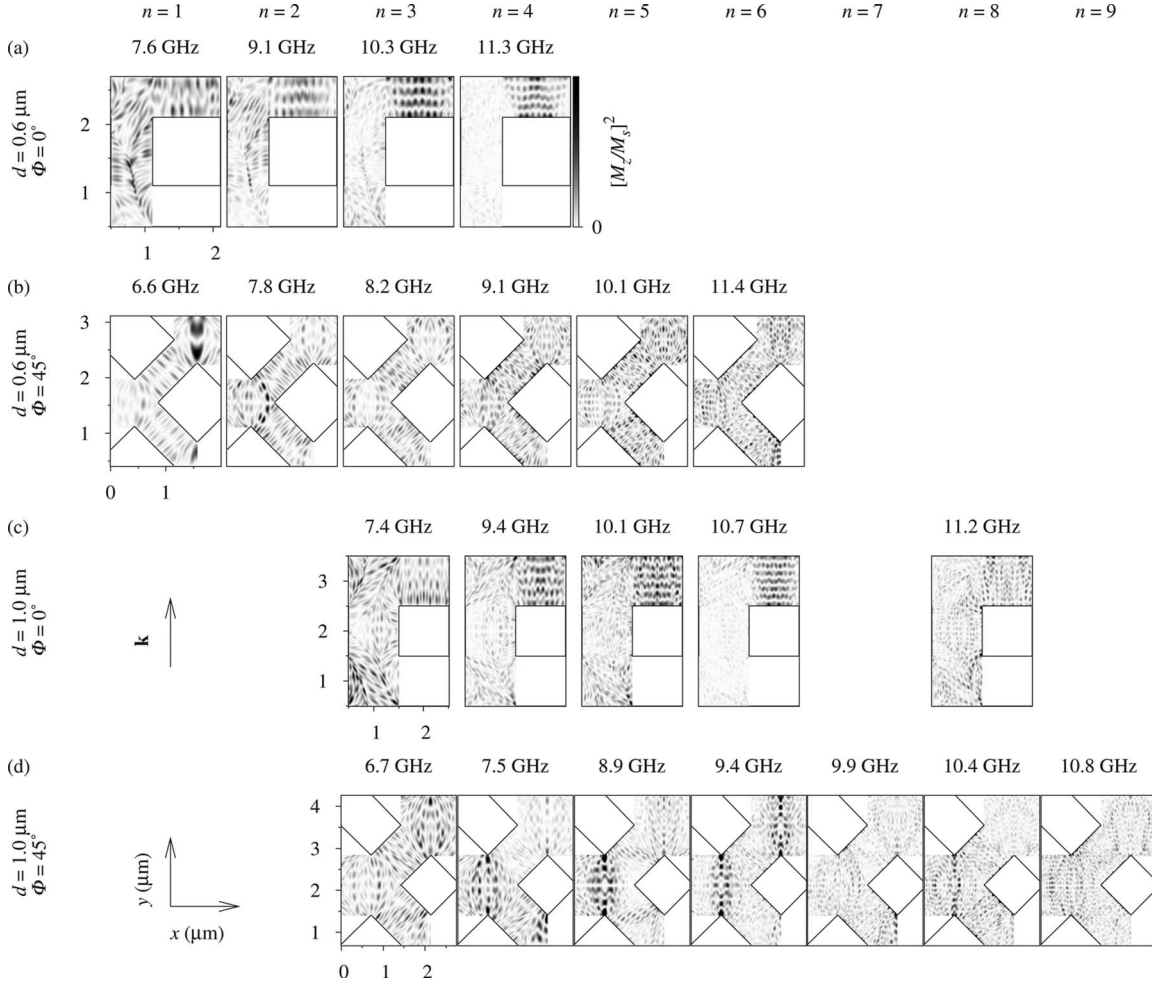 n = 1 n = 2 n = 3 n = 4 n = 5 n = 6 n = 7 n = 8 n = 9
(a) 7.6 GHz 9.1 GHz 10.3 GHz 11.3 GHz
d = 0.6 μm
Φ = 0°
2
1
1 2
[M_z/M_s]^2
0
(b) 6.6 GHz 7.8 GHz 8.2 GHz 9.1 GHz 10.1 GHz 11.4 GHz
d = 0.6 μm
Φ = 45°
3
2
1
0 1
(c) 7.4 GHz 9.4 GHz 10.1 GHz 10.7 GHz 11.2 GHz
d = 1.0 μm
Φ = 0°
k
3
2
1
1 2
(d) 6.7 GHz 7.5 GHz 8.9 GHz 9.4 GHz 9.9 GHz 10.4 GHz 10.8 GHz
d = 1.0 μm
Φ = 45°
y (μm)
x (μm)
4
3
2
1
0 1 2